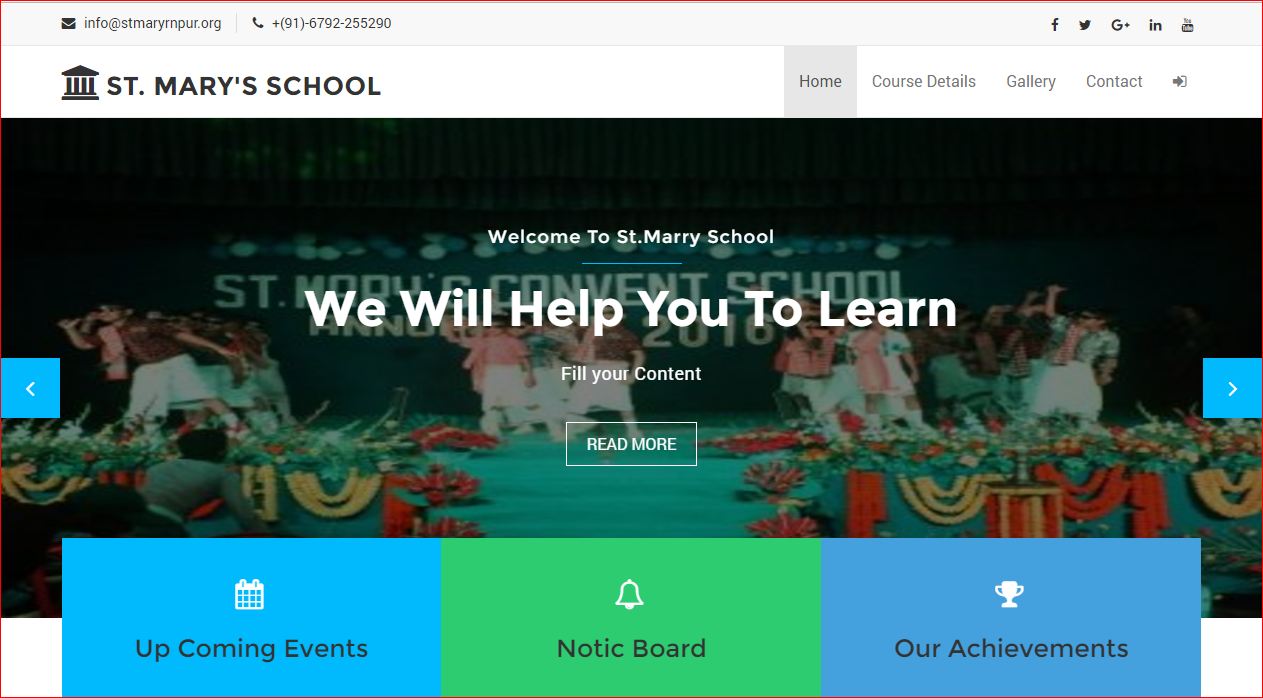 info@stmaryrnpur.org
+(91)-6792-255290
ST. MARY'S SCHOOL
Home
Course Details
Gallery
Contact
Welcome To St.Marry School
ST. MARY'S CONVENT SCHOOL
We Will Help You To Learn
2016
Fill your Content
READ MORE
Up Coming Events
Notic Board
Our Achievements